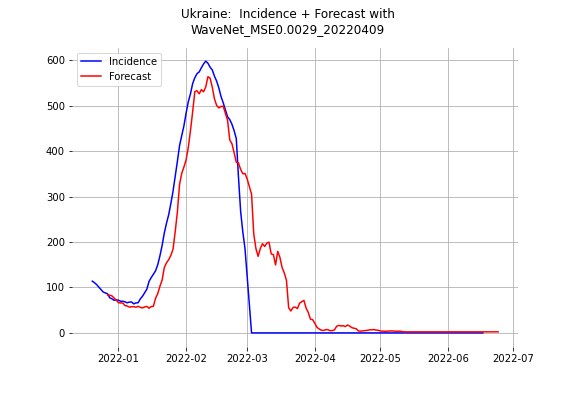 Ukraine:  Incidence + Forecast with
WaveNet_MSE0.0029_20220409
Incidence
Forecast
600
500
400
300
200
100
0
2022-01 2022-02 2022-03 2022-04 2022-05 2022-06 2022-07